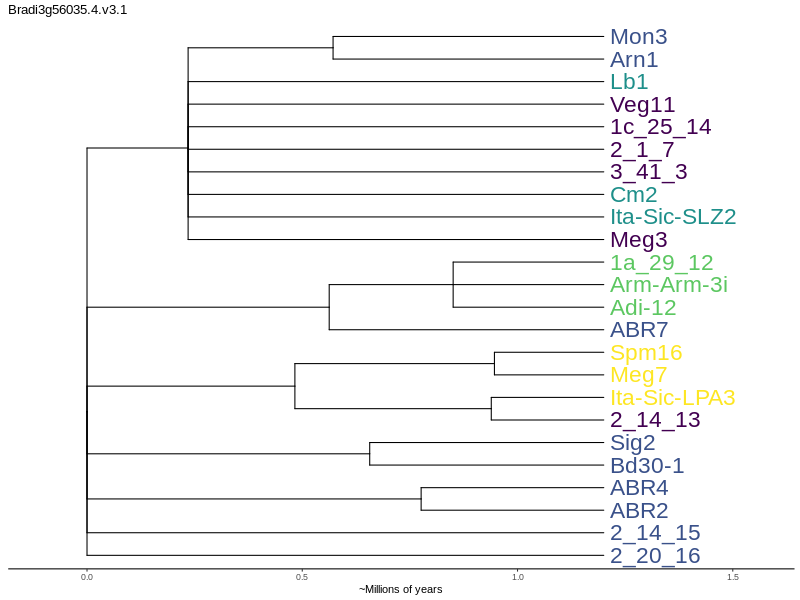 Bradi3g56035.4.v3.1
Mon3
Arn1
Lb1
Veg11
1c_25_14
2_1_7
3_41_3
Cm2
Ita-Sic-SLZ2
Meg3
1a_29_12
Arm-Arm-3i
Adi-12
ABR7
Spm16
Meg7
Ita-Sic-LPA3
2_14_13
Sig2
Bd30-1
ABR4
ABR2
2_14_15
2_20_16
0.0 0.5 1.0 1.5
~Millions of years